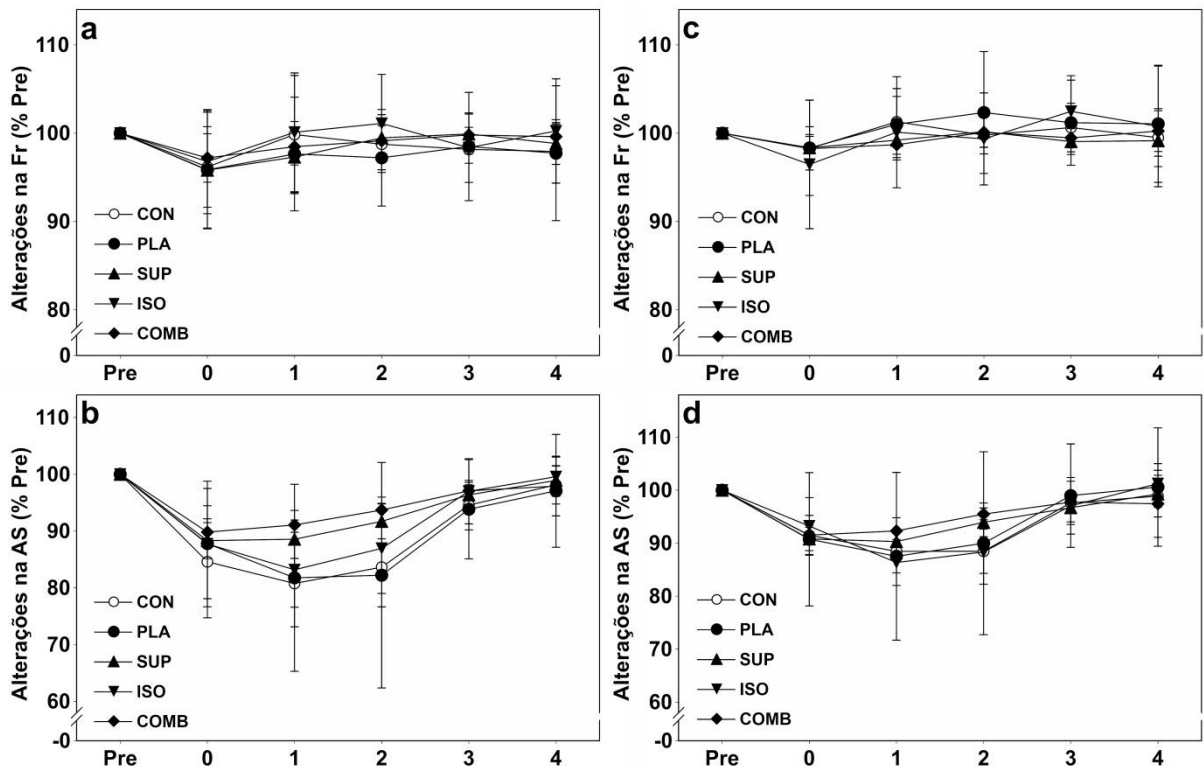 a
Alterações na Fr (% Pre)
110
100
90
80
0
CON
PLA
SUP
ISO
COMB
Pre 0 1 2 3 4
c
Alterações na Fr (% Pre)
110
100
90
80
0
CON
PLA
SUP
ISO
COMB
Pre 0 1 2 3 4
b
Alterações na AS (% Pre)
110
100
90
80
70
60
-0
CON
PLA
SUP
ISO
COMB
Pre 0 1 2 3 4
d
Alterações na AS (% Pre)
110
100
90
80
70
60
-0
CON
PLA
SUP
ISO
COMB
Pre 0 1 2 3 4